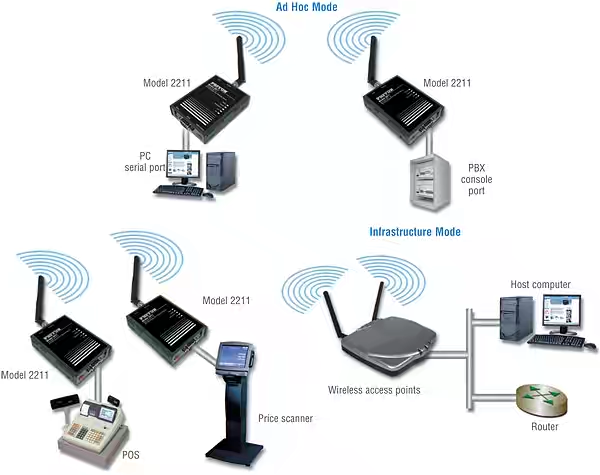 Ad Hoc Mode
Model 2211
Model 2211
PC
serial port
PBX
console
port
Infrastructure Mode
Model 2211
Host computer
Model 2211
Wireless access points
Price scanner
Router
POS